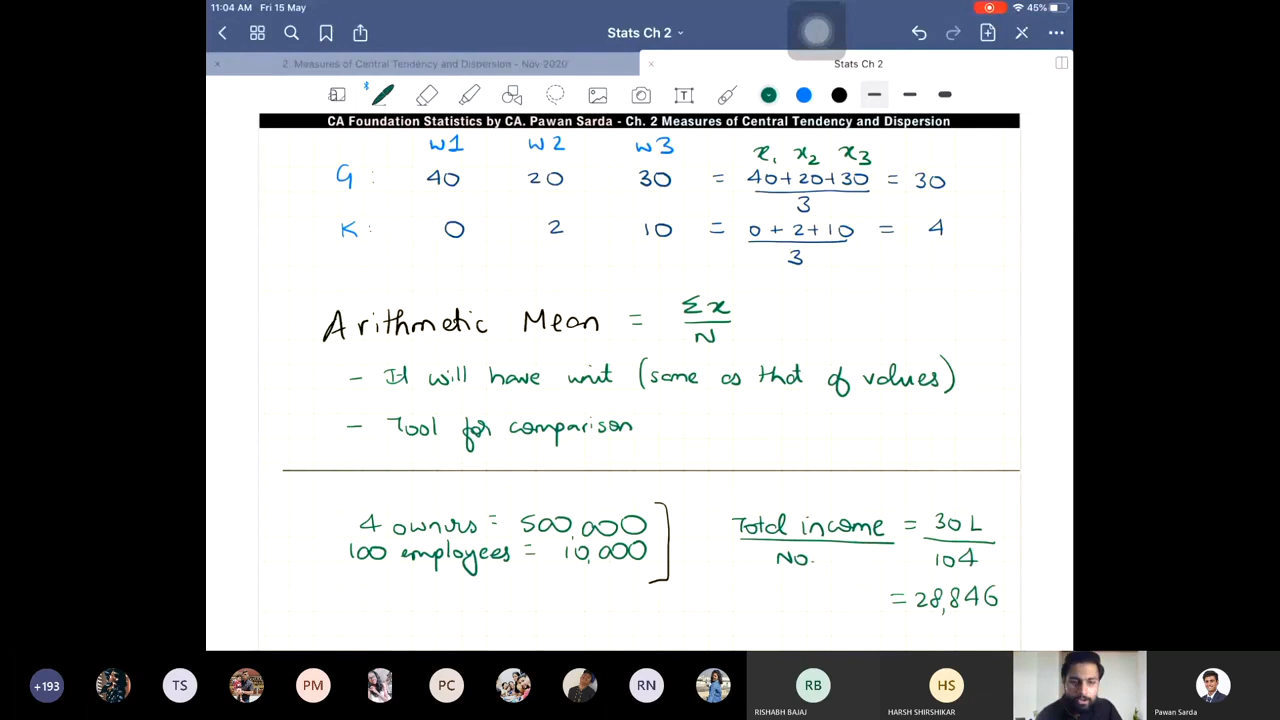 11:04 AM Fri 15 May
45%
Stats Ch 2
2 Measures of Central Tendency and Dispersion - Nov 2020
Stats Ch 2
CA Foundation Statistics by CA. Pawan Sarda - Ch. 2 Measures of Central Tendency and Dispersion
W1 W2 W3 x₁ x₂ x₃
G : 40 20 30 = 40+20+30 / 3 = 30
K : 0 2 10 = 0+2+10 / 3 = 4
Arithmetic Mean = Σx / N
- It will have unit (same as that of values)
- Tool for comparison
4 owners = 500,000
100 employees = 10,000
Total income / No. = 30 L / 104
= 28,846
+193 TS PM PC RN RB HS
RISHABH BAJAJ HARSH SHIRSHIKAR Pawan Sarda